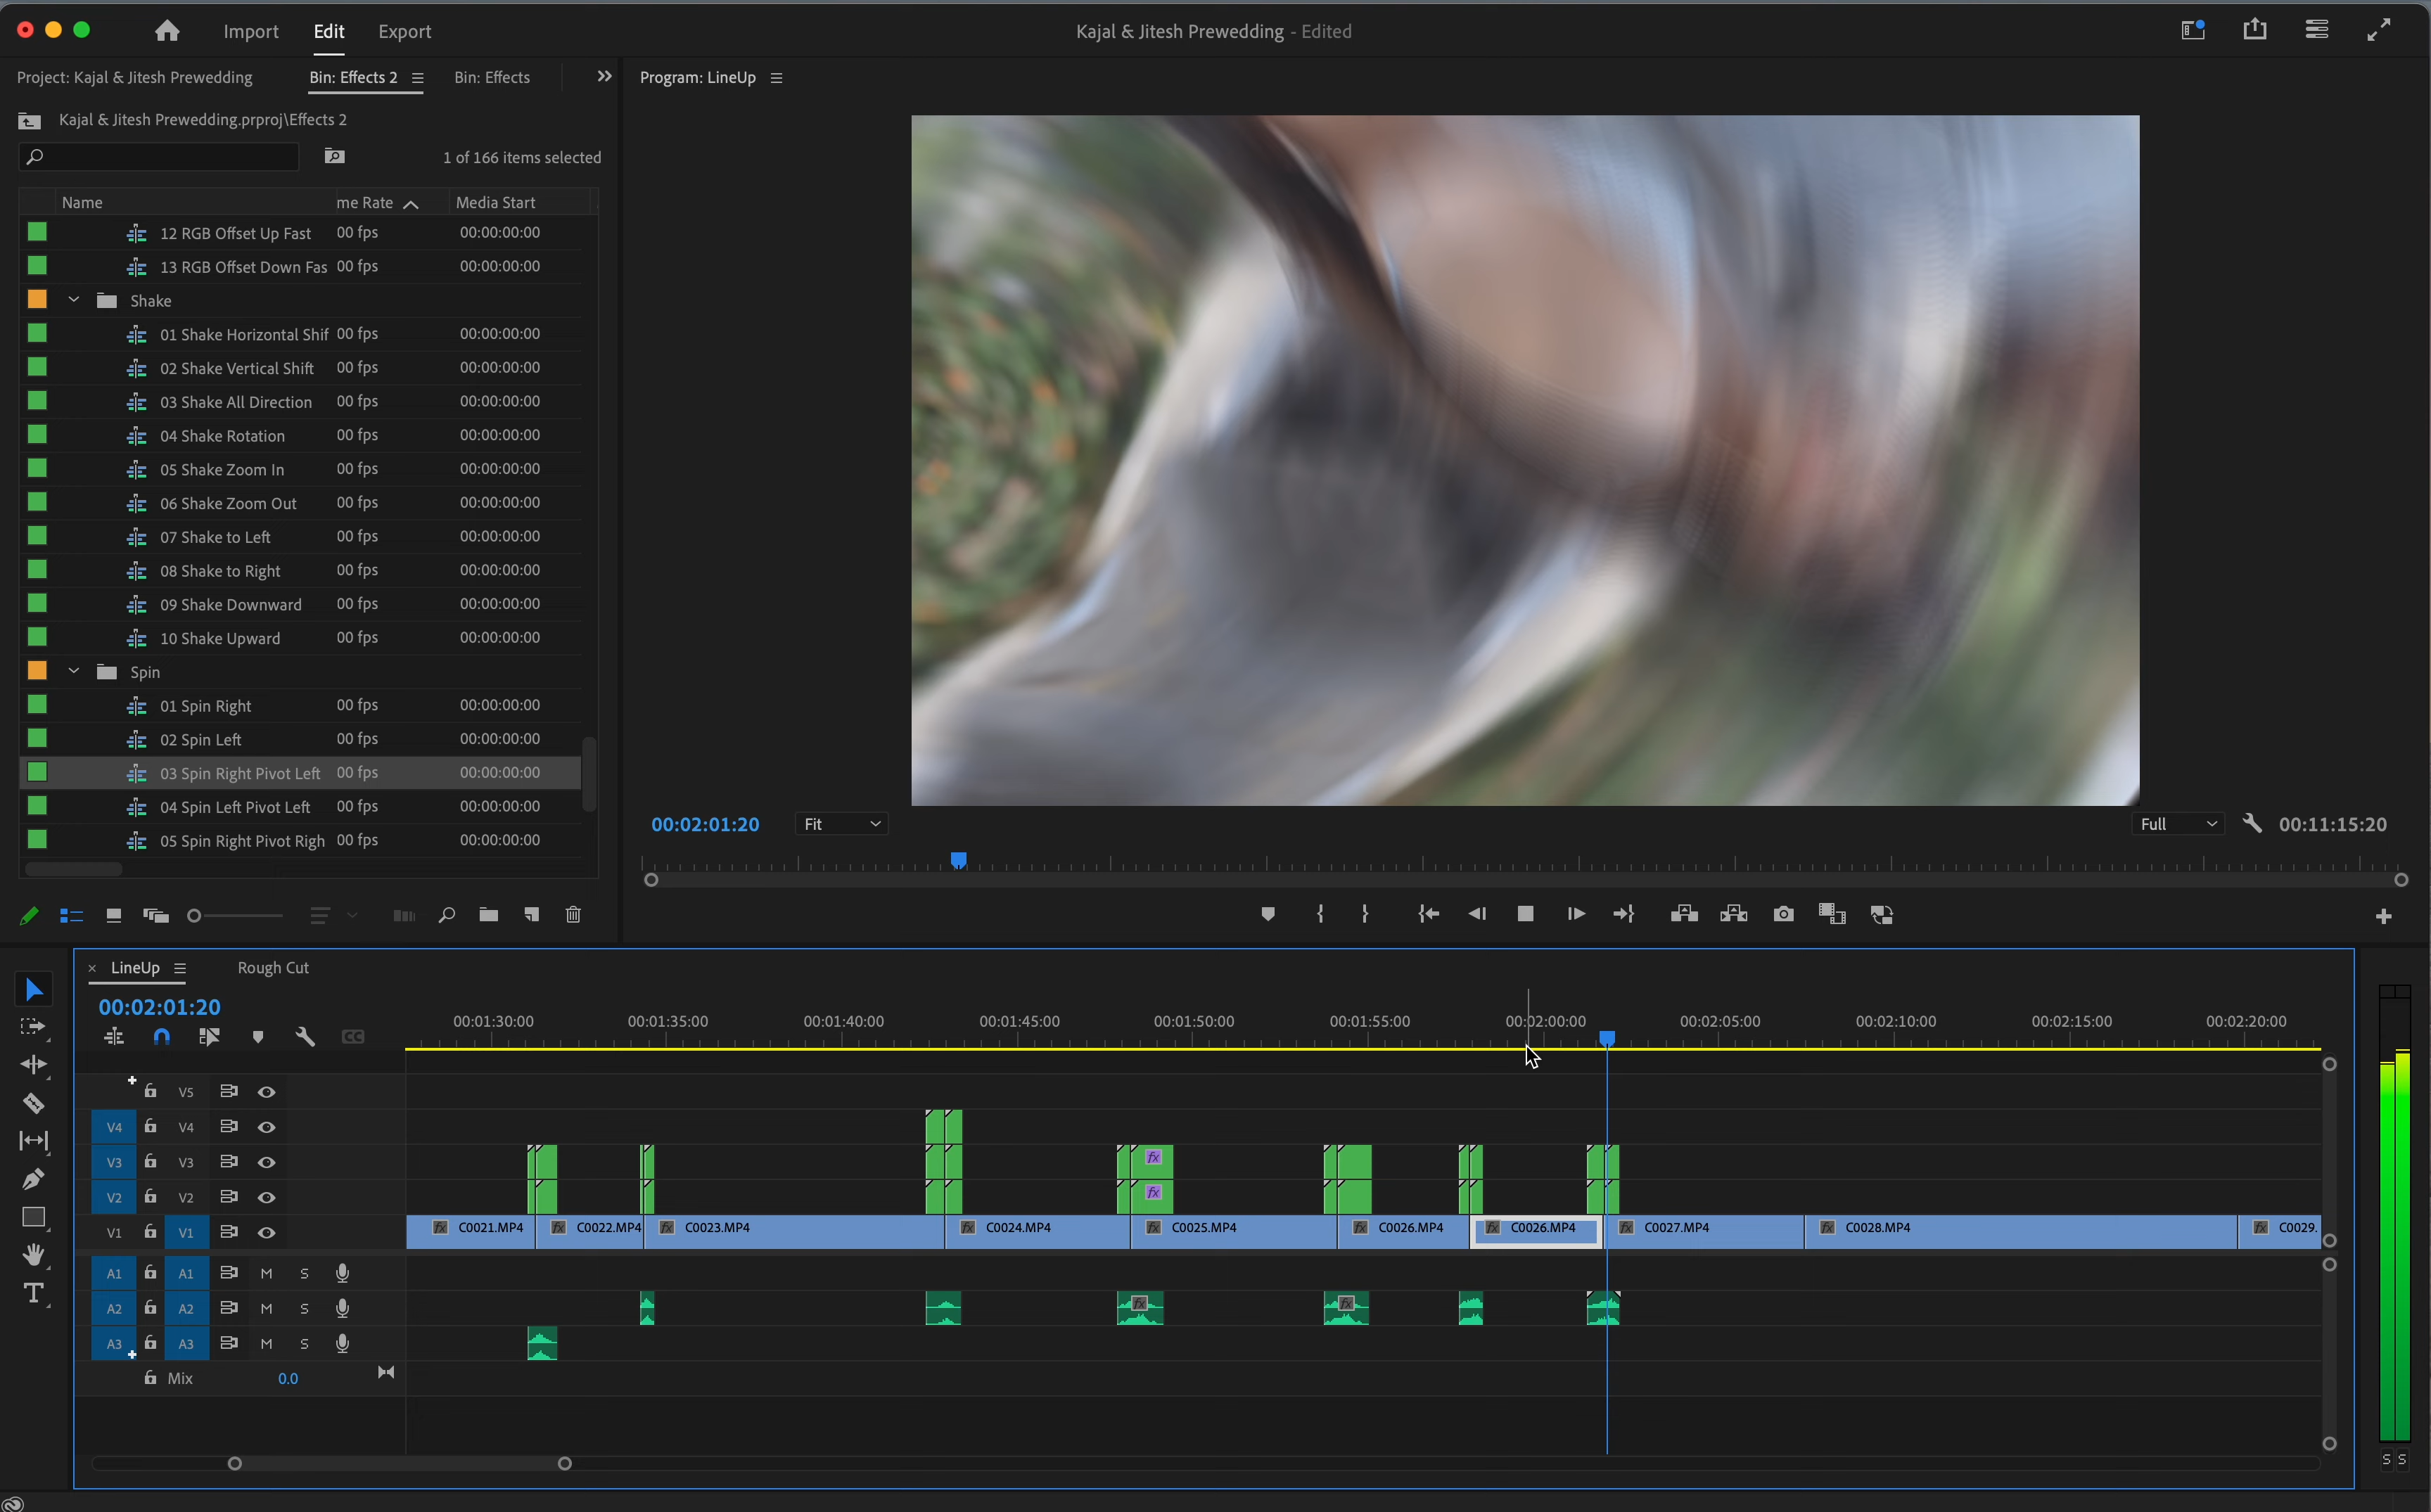 Import Edit Export Kajal & Jitesh Prewedding - Edited
Project: Kajal & Jitesh Prewedding Bin: Effects 2 Bin: Effects Program: LineUp
Kajal & Jitesh Prewedding.prproj\Effects 2
1 of 166 items selected
Name me Rate Media Start
12 RGB Offset Up Fast 00 fps 00:00:00:00
13 RGB Offset Down Fas 00 fps 00:00:00:00
Shake
01 Shake Horizontal Shif 00 fps 00:00:00:00
02 Shake Vertical Shift 00 fps 00:00:00:00
03 Shake All Direction 00 fps 00:00:00:00
04 Shake Rotation 00 fps 00:00:00:00
05 Shake Zoom In 00 fps 00:00:00:00
06 Shake Zoom Out 00 fps 00:00:00:00
07 Shake to Left 00 fps 00:00:00:00
08 Shake to Right 00 fps 00:00:00:00
09 Shake Downward 00 fps 00:00:00:00
10 Shake Upward 00 fps 00:00:00:00
Spin
01 Spin Right 00 fps 00:00:00:00
02 Spin Left 00 fps 00:00:00:00
03 Spin Right Pivot Left 00 fps 00:00:00:00
04 Spin Left Pivot Left 00 fps 00:00:00:00
05 Spin Right Pivot Righ 00 fps 00:00:00:00
00:02:01:20 Fit Full 00:11:15:20
LineUp Rough Cut
00:02:01:20
00:01:30:00 00:01:35:00 00:01:40:00 00:01:45:00 00:01:50:00 00:01:55:00 00:02:00:00 00:02:05:00 00:02:10:00 00:02:15:00 00:02:20:00
CC
V5
V4 V4
V3 V3 fx
V2 V2 fx
V1 V1 fx C0021.MP4 fx C0022.MP4 fx C0023.MP4 fx C0024.MP4 fx C0025.MP4 fx C0026.MP4 fx C0026.MP4 fx C0027.MP4 fx C0028.MP4 fx C0029.
A1 A1 M S
A2 A2 M S fx fx
A3 A3 M S
Mix 0.0
S S